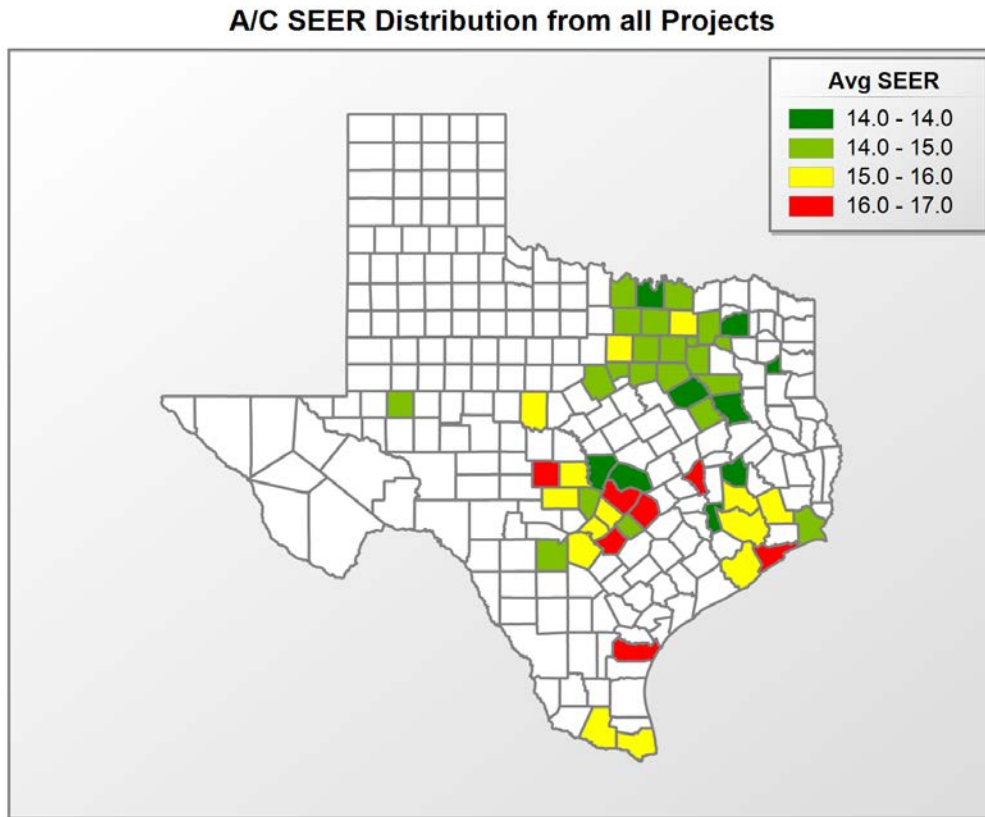 A/C SEER Distribution from all Projects
Avg SEER
14.0 - 14.0
14.0 - 15.0
15.0 - 16.0
16.0 - 17.0